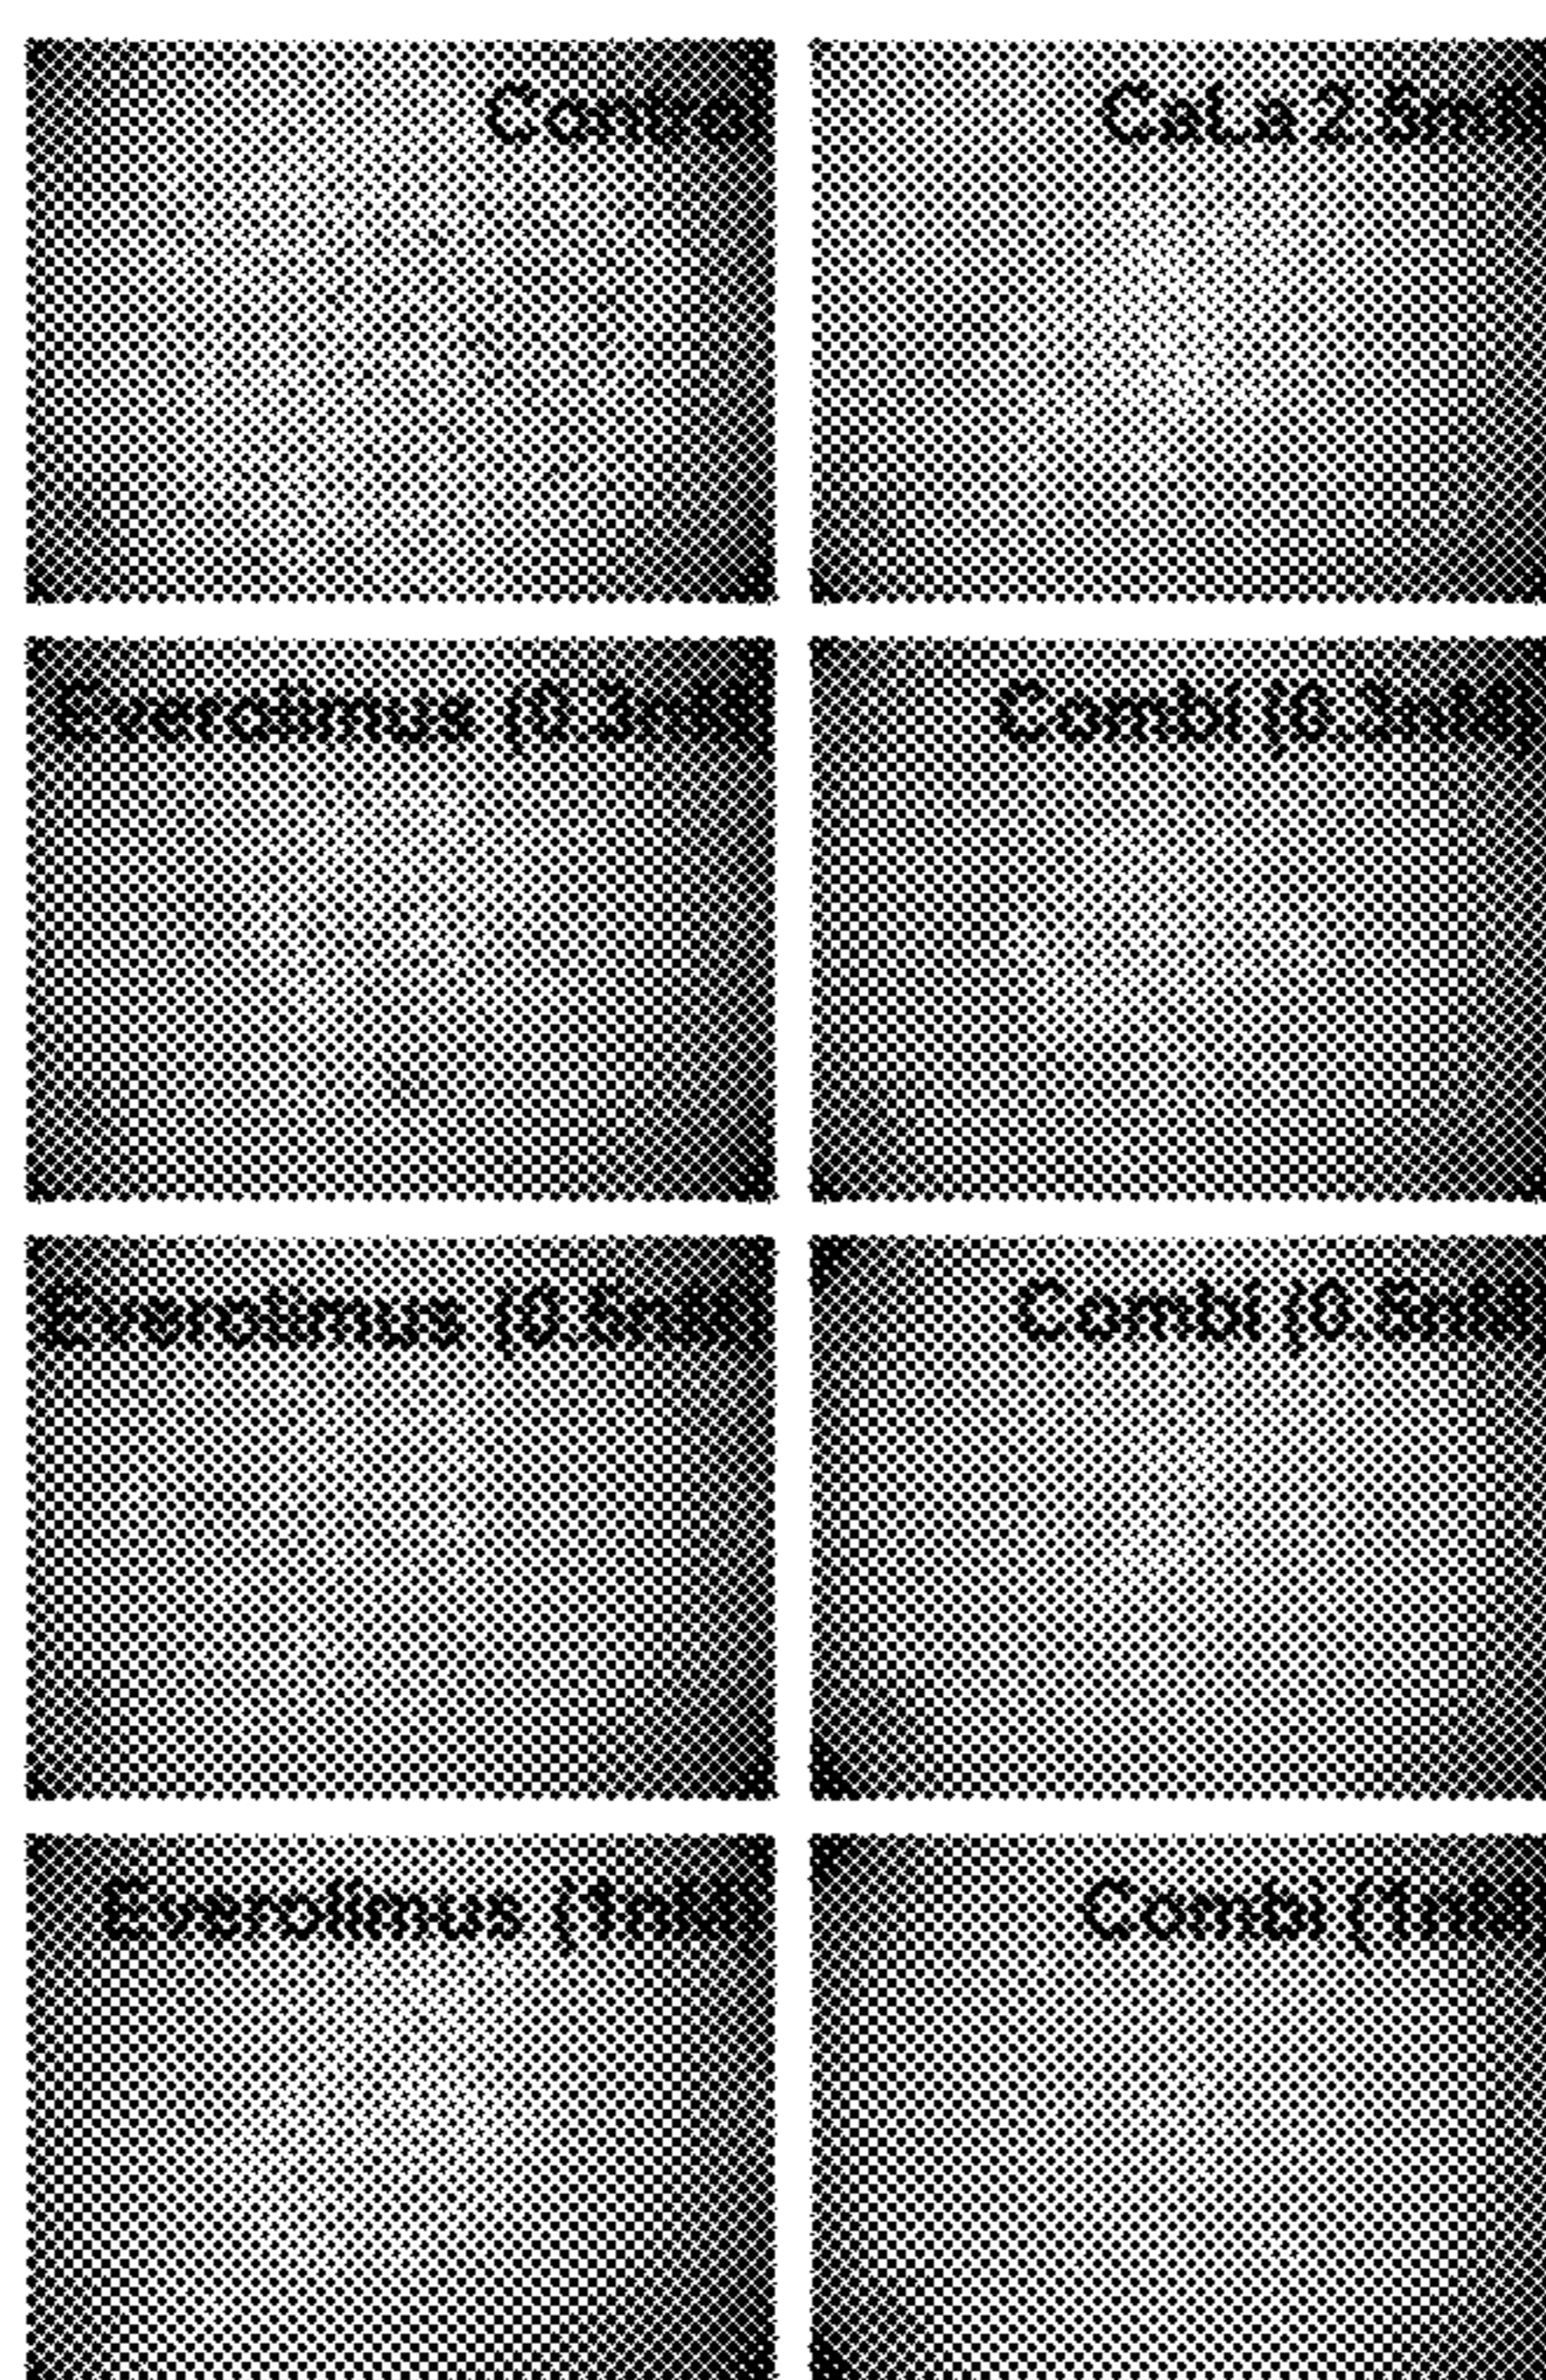 Control
CaLa 2.5mM
Everolimus (0.3nM)
Combi (0.3nM)
Everolimus (0.5nM)
Combi (0.5nM)
Everolimus (1nM)
Combi (1nM)